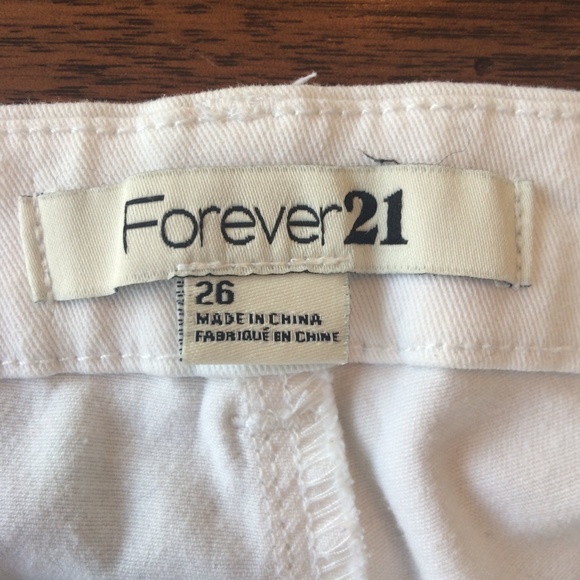 Forever21
26
MADE IN CHINA
FABRIQUÉ EN CHINE